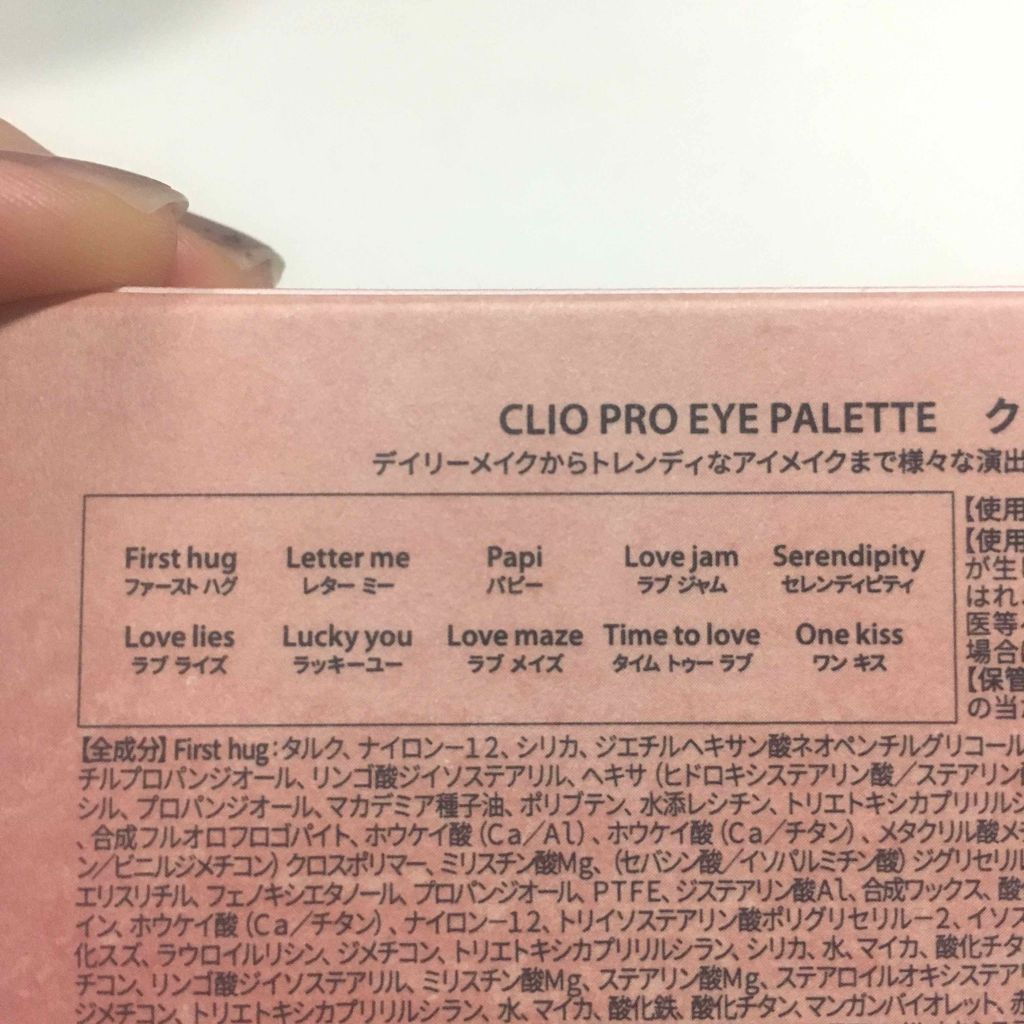 CLIO PRO EYE PALETTE ク
デイリーメイクからトレンディなアイメイクまで様々な演出
First hug Letter me Papi Love jam Serendipity
ファースト ハグ レター ミー パピー ラブ ジャム セレンディピティ
Love lies Lucky you Love maze Time to love One kiss
ラブ ライズ ラッキーユー ラブ メイズ タイム トゥー ラブ ワン キス
【使用
【使用
が生じ
はれ、
医等へ
場合に
【保管
の当た
【全成分】First hug：タルク、ナイロン－12、シリカ、ジエチルヘキサン酸ネオペンチルグリコール
チルプロパンジオール、リンゴ酸ジイソステアリル、ヘキサ（ヒドロキシステアリン酸／ステアリン酸
シル、プロパンジオール、マカデミア種子油、ポリブテン、水添レシチン、トリエトキシカプリリルシ
、合成フルオロフロゴパイト、ホウケイ酸（Ca／Al）、ホウケイ酸（Ca／チタン）、メタクリル酸メチ
ン／ビニルジメチコン）クロスポリマー、ミリスチン酸Mg、（セバシン酸／イソパルミチン酸）ジグリセリル
エリスリチル、フェノキシエタノール、プロパンジオール、PTFE、ジステアリン酸Al、合成ワックス、酸化
イン、ホウケイ酸（Ca／チタン）、ナイロン－12、トリイソステアリン酸ポリグリセリル－2、イソス
化スズ、ラウロイルリシン、ジメチコン、トリエトキシカプリリルシラン、シリカ、水、マイカ、酸化チタ
チコン、リンゴ酸ジイソステアリル、ミリスチン酸Mg、ステアリン酸Mg、ステアロイルオキシステアリ
ジメチコン、トリエトキシカプリリルシラン、水、マイカ、酸化鉄、酸化チタン、マンガンバイオレット、赤